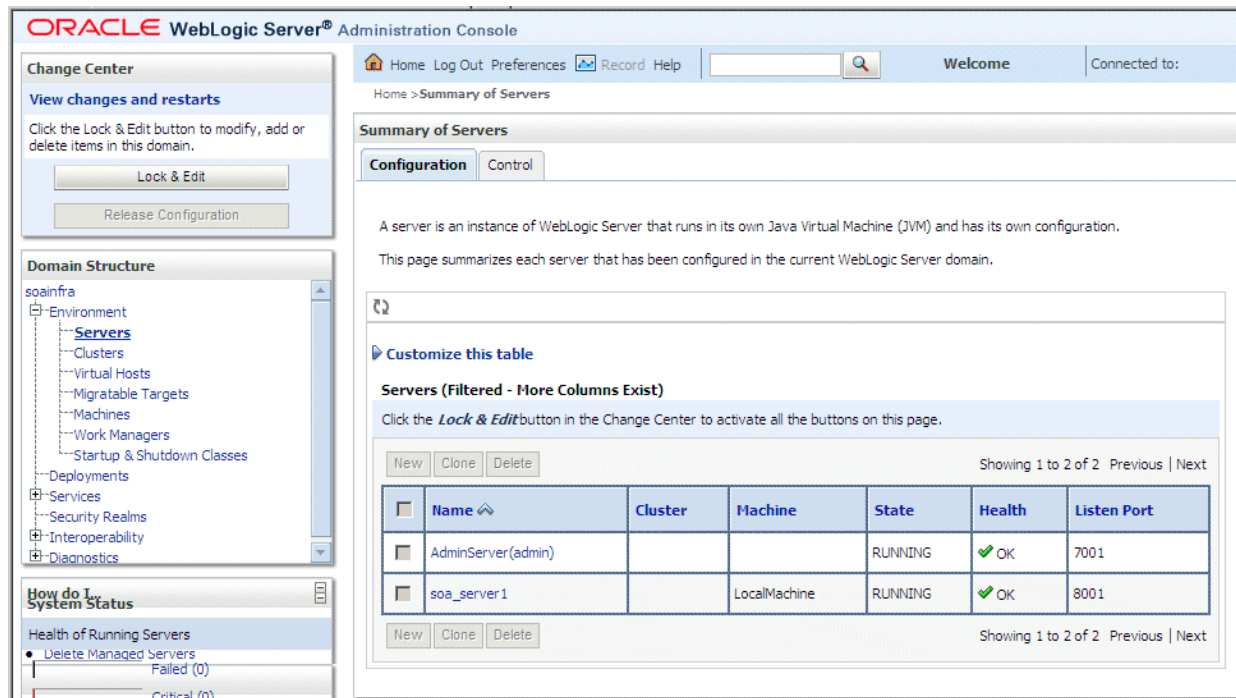 ORACLE WebLogic Server® Administration Console
Change Center
View changes and restarts
Click the Lock & Edit button to modify, add or
delete items in this domain.
Lock & Edit
Release Configuration
Domain Structure
soainfra
Environment
Servers
Clusters
Virtual Hosts
Migratable Targets
Machines
Work Managers
Startup & Shutdown Classes
Deployments
Services
Security Realms
Interoperability
Diagnostics
How do I...
System Status
Health of Running Servers
Delete Managed Servers
Failed (0)
Critical (0)
Home Log Out Preferences Record Help
Welcome
Connected to:
Home >Summary of Servers
Summary of Servers
Configuration Control
A server is an instance of WebLogic Server that runs in its own Java Virtual Machine (JVM) and has its own configuration.
This page summarizes each server that has been configured in the current WebLogic Server domain.
Customize this table
Servers (Filtered - More Columns Exist)
Click the Lock & Edit button in the Change Center to activate all the buttons on this page.
New Clone Delete Showing 1 to 2 of 2 Previous | Next
Name Cluster Machine State Health Listen Port
AdminServer(admin) RUNNING OK 7001
soa_server1 LocalMachine RUNNING OK 8001
New Clone Delete Showing 1 to 2 of 2 Previous | Next